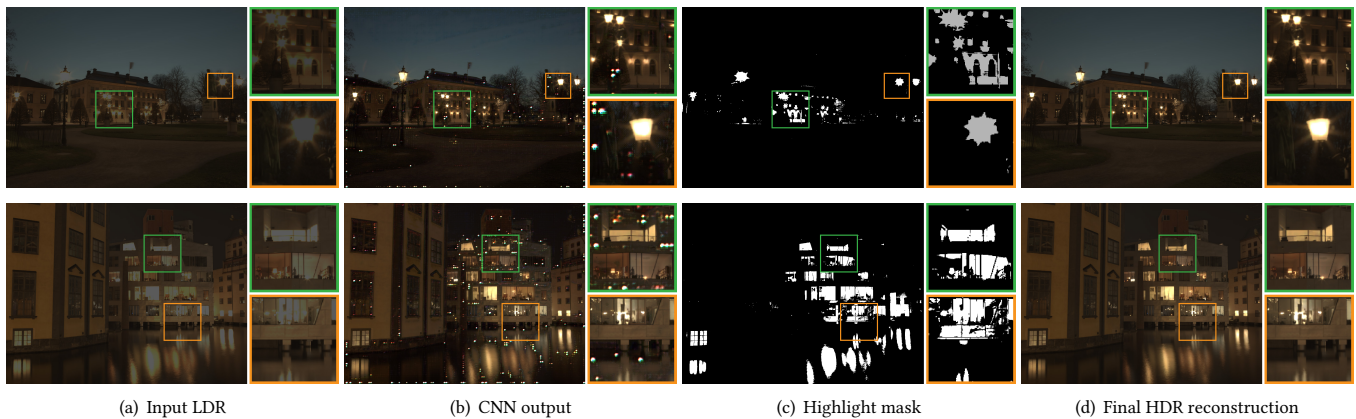 (a) Input LDR
(b) CNN output
(c) Highlight mask
(d) Final HDR reconstruction